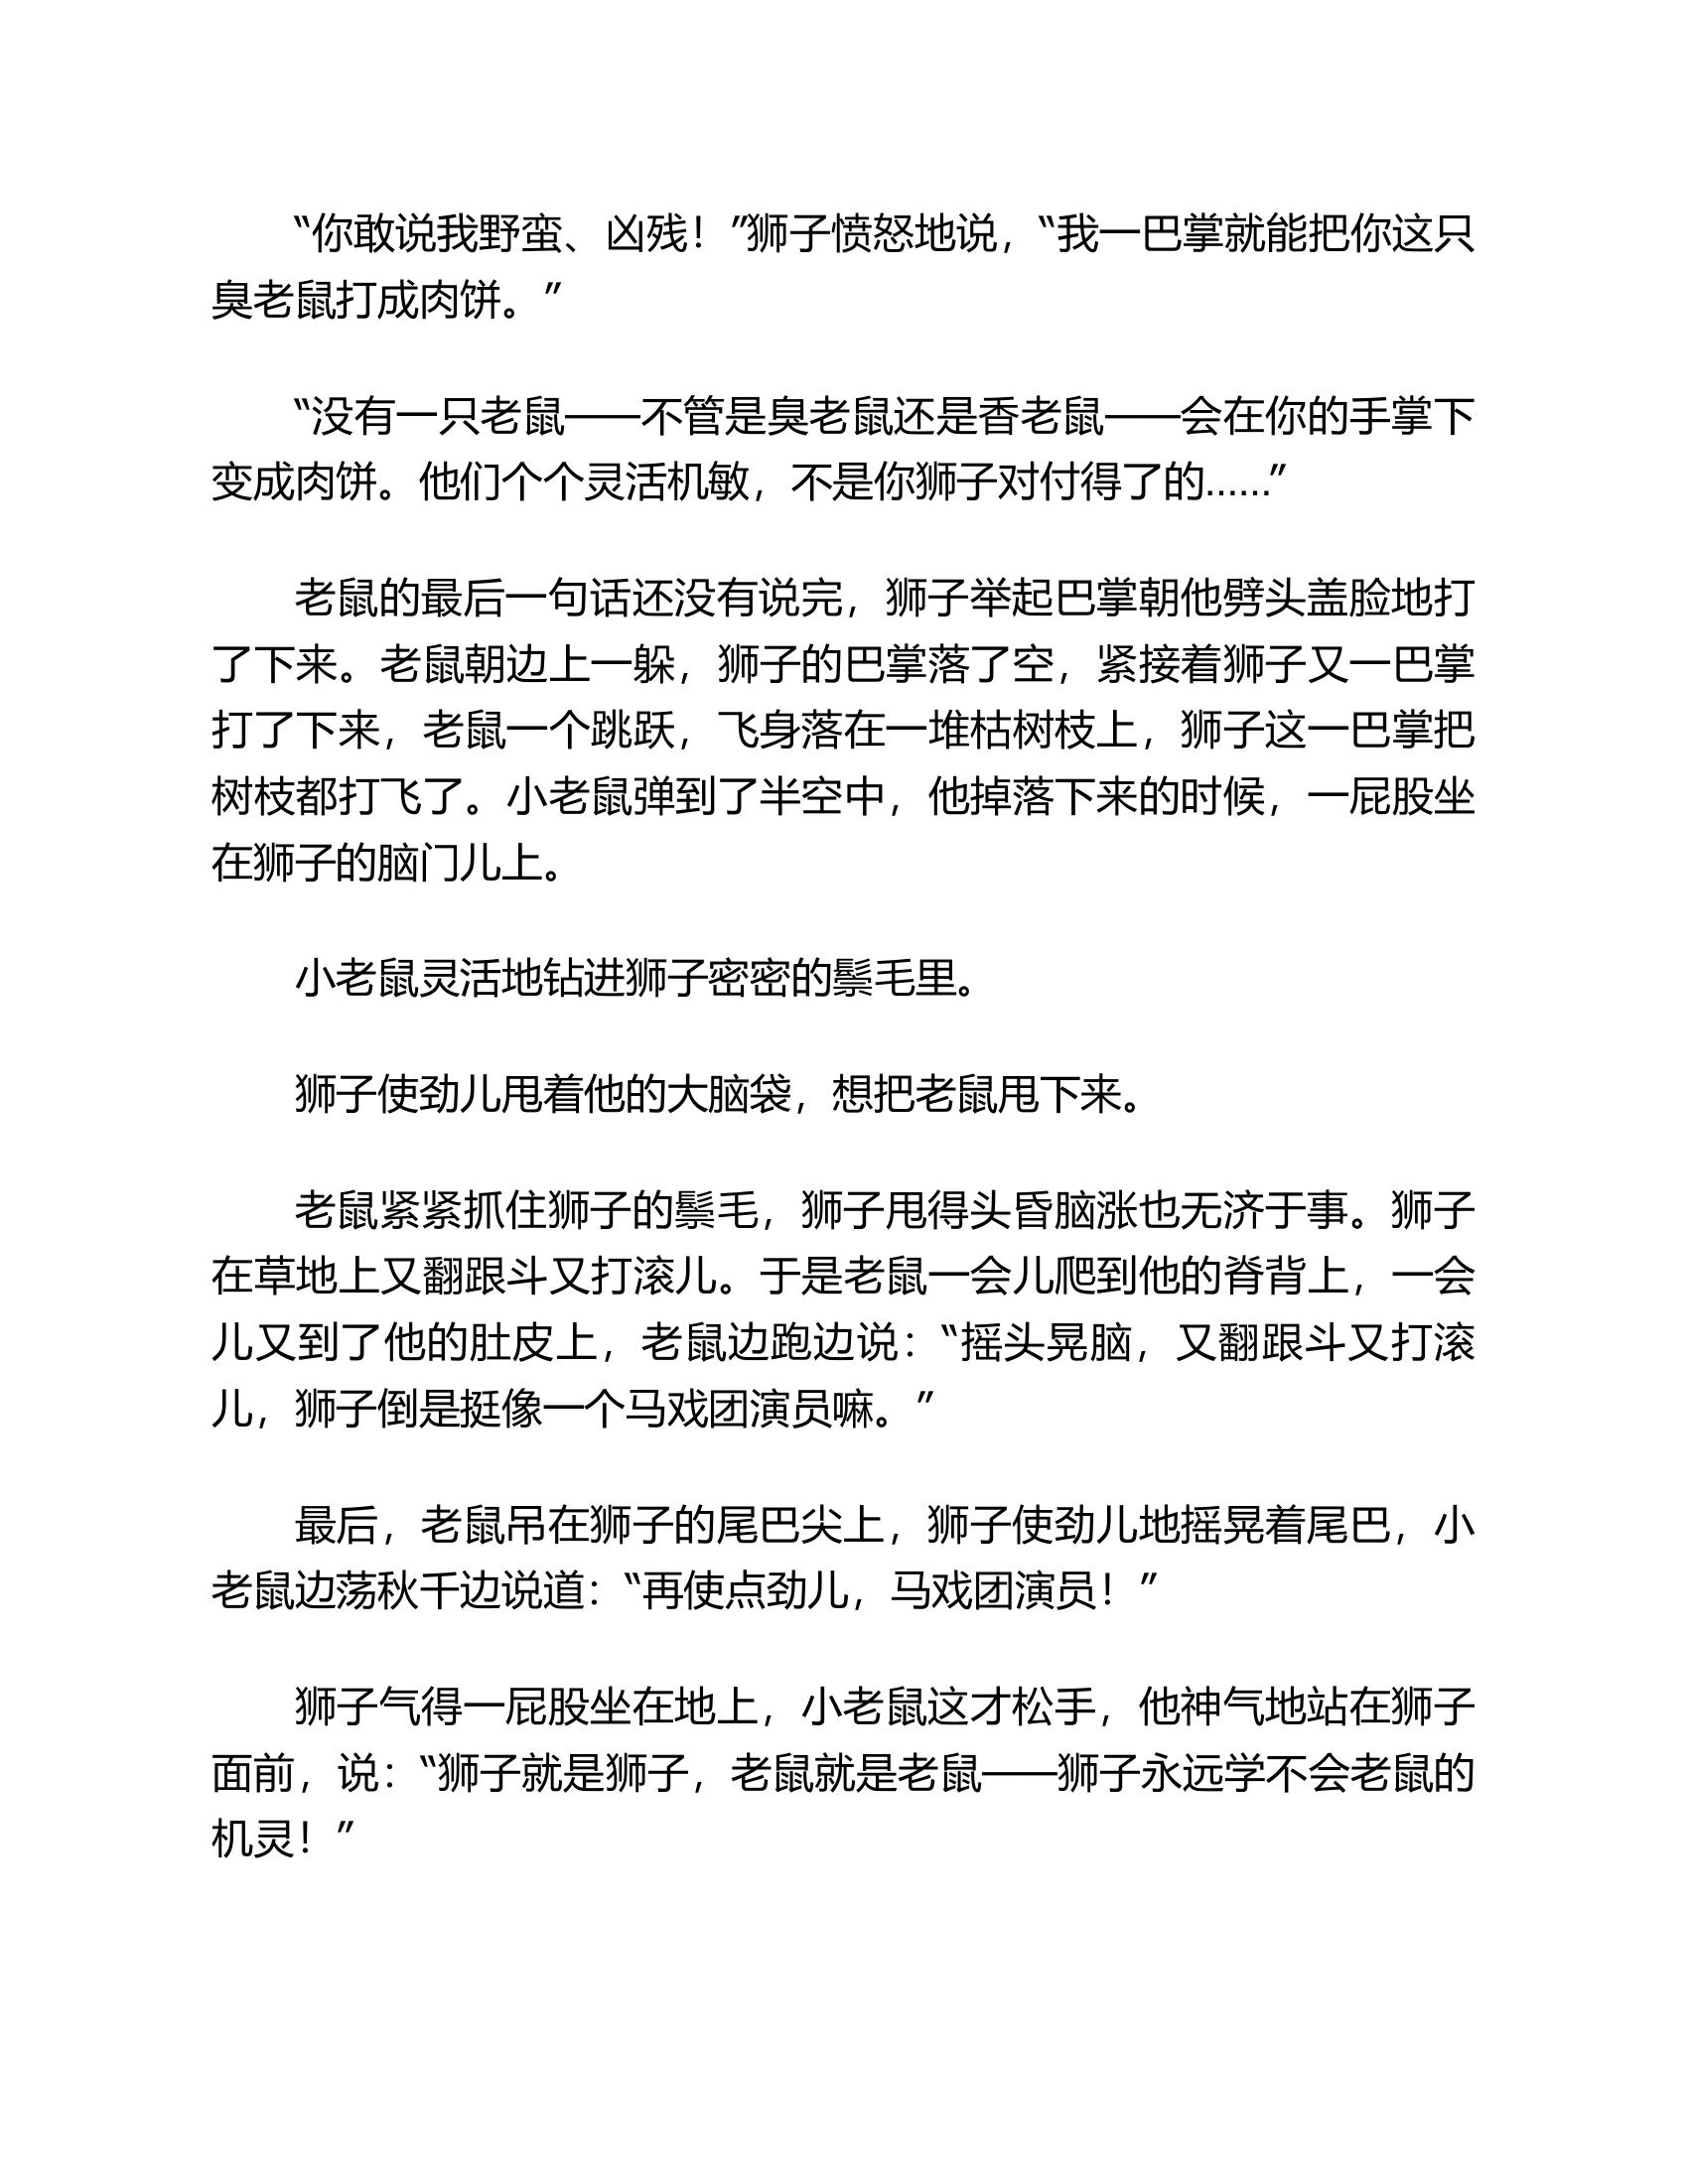 “你敢说我野蛮、凶残！”狮子愤怒地说，“我一巴掌就能把你这只
臭老鼠打成肉饼。”
“没有一只老鼠——不管是臭老鼠还是香老鼠——会在你的手掌下
变成肉饼。他们个个灵活机敏，不是你狮子对付得了的……”
老鼠的最后一句话还没有说完，狮子举起巴掌朝他劈头盖脸地打
了下来。老鼠朝边上一躲，狮子的巴掌落了空，紧接着狮子又一巴掌
打了下来，老鼠一个跳跃，飞身落在一堆枯树枝上，狮子这一巴掌把
树枝都打飞了。小老鼠弹到了半空中，他掉落下来的时候，一屁股坐
在狮子的脑门儿上。
小老鼠灵活地钻进狮子密密的鬃毛里。
狮子使劲儿甩着他的大脑袋，想把老鼠甩下来。
老鼠紧紧抓住狮子的鬃毛，狮子甩得头昏脑涨也无济于事。狮子
在草地上又翻跟斗又打滚儿。于是老鼠一会儿爬到他的脊背上，一会
儿又到了他的肚皮上，老鼠边跑边说：“摇头晃脑，又翻跟斗又打滚
儿，狮子倒是挺像一个马戏团演员嘛。”
最后，老鼠吊在狮子的尾巴尖上，狮子使劲儿地摇晃着尾巴，小
老鼠边荡秋千边说道：“再使点劲儿，马戏团演员！”
狮子气得一屁股坐在地上，小老鼠这才松手，他神气地站在狮子
面前，说：“狮子就是狮子，老鼠就是老鼠——狮子永远学不会老鼠的
机灵！”